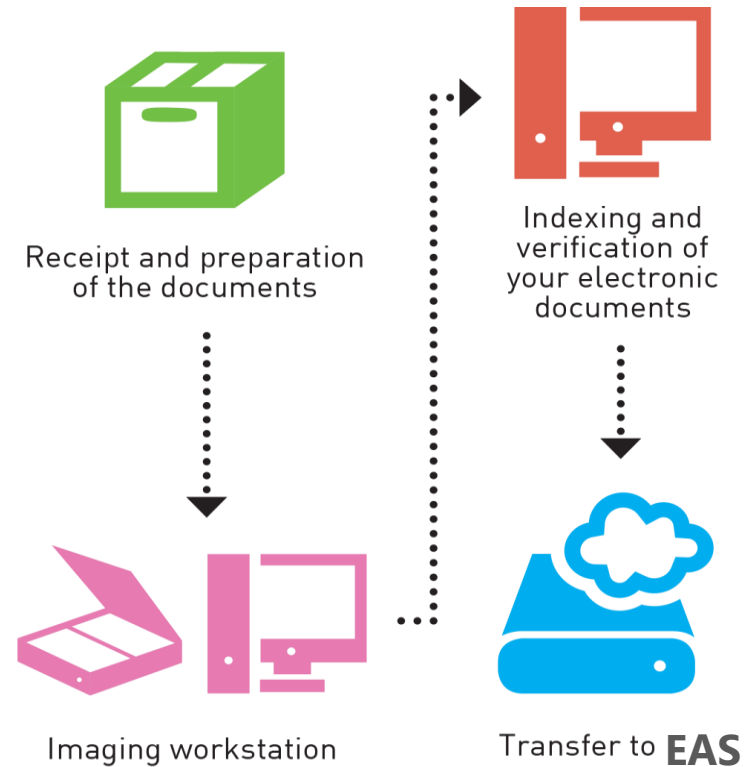 Receipt and preparation
of the documents
Imaging workstation
Indexing and
verification of
your electronic
documents
Transfer to EAS